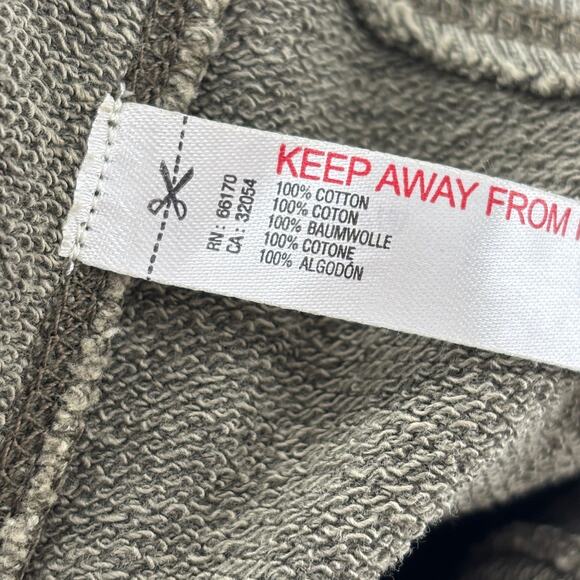 KEEP AWAY FROM
RN: 66170
CA: 32054
100% COTTON
100% COTON
100% BAUMWOLLE
100% COTONE
100% ALGODÓN